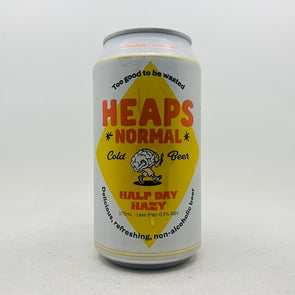 Too good to be wasted
HEAPS
NORMAL
Cold Beer
HALF DAY
HAZY
375mL : Less than 0.5% ALV
Delicious, refreshing, non-alcoholic beer